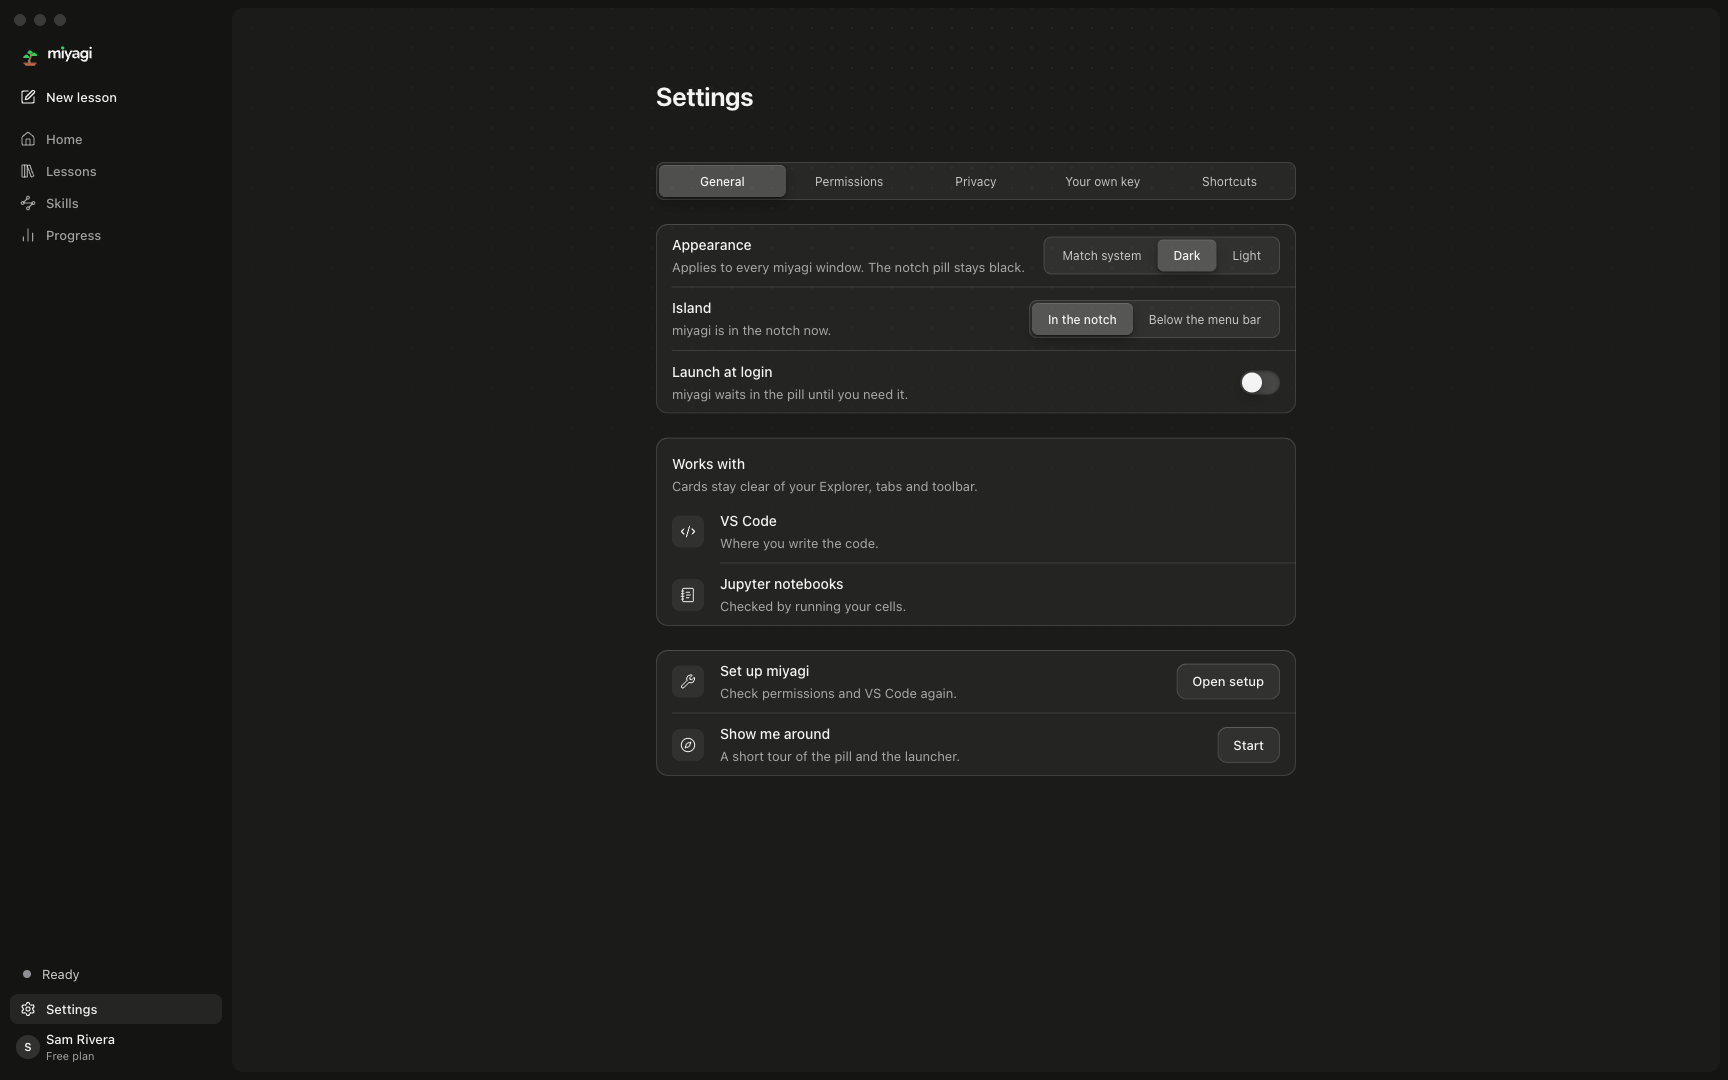 miyagi
New lesson
Home
Lessons
Skills
Progress
Settings
General
Permissions
Privacy
Your own key
Shortcuts
Appearance
Applies to every miyagi window. The notch pill stays black.
Match system
Dark
Light
Island
miyagi is in the notch now.
In the notch
Below the menu bar
Launch at login
miyagi waits in the pill until you need it.
Works with
Cards stay clear of your Explorer, tabs and toolbar.
VS Code
Where you write the code.
Jupyter notebooks
Checked by running your cells.
Set up miyagi
Check permissions and VS Code again.
Open setup
Show me around
A short tour of the pill and the launcher.
Start
Ready
Settings
S
Sam Rivera
Free plan